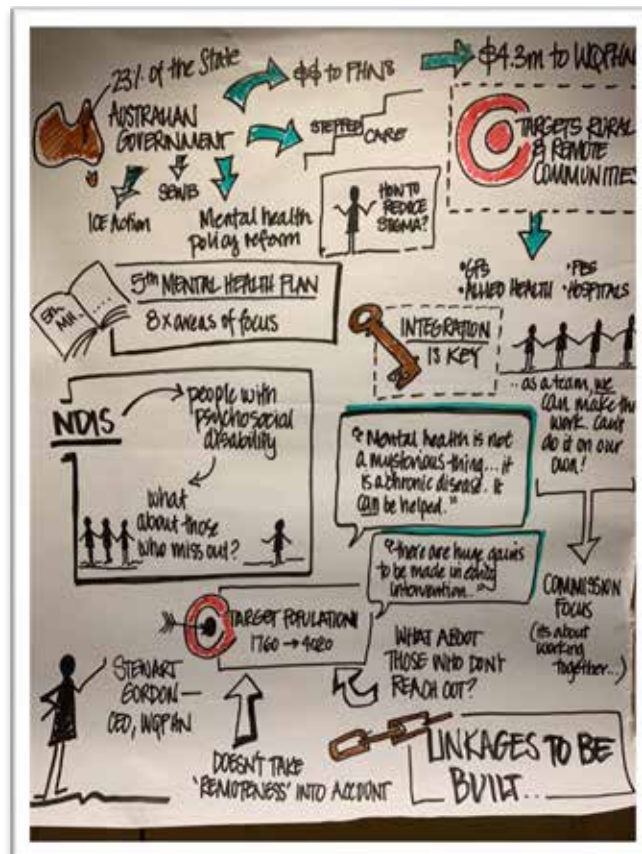 23% of the State
AUSTRALIAN
GOVERNMENT
$$ to PHNs
$4.3m to WQPHN
STEPPED
CARE
TARGETS RURAL
& REMOTE
COMMUNITIES
ICE Action
SEWB
Mental health
policy reform
HOW TO
REDUCE
STIGMA?
5th MENTAL HEALTH PLAN
8x areas of focus
5th
MH...
• GPs
• ALLIED HEALTH
• HOSPITALS
INTEGRATION
IS KEY
..as a team, we
can make this
work. Can't
do it on our
own!
NDIS
people with
psychosocial
disability
what
about those
who miss out?
"Mental health is not
a mysterious thing... it
is a chronic disease. It
can be helped."
"there are huge gains
to be made in early
intervention.."
COMMISSION
FOCUS
(it's about
working
together...)
TARGET POPULATION
1760 → 4020
STEWART
GORDON —
CEO, WQPHN
DOESN'T TAKE
'REMOTENESS' INTO ACCOUNT
WHAT ABOUT
THOSE WHO DON'T
REACH OUT?
LINKAGES TO BE
BUILT...